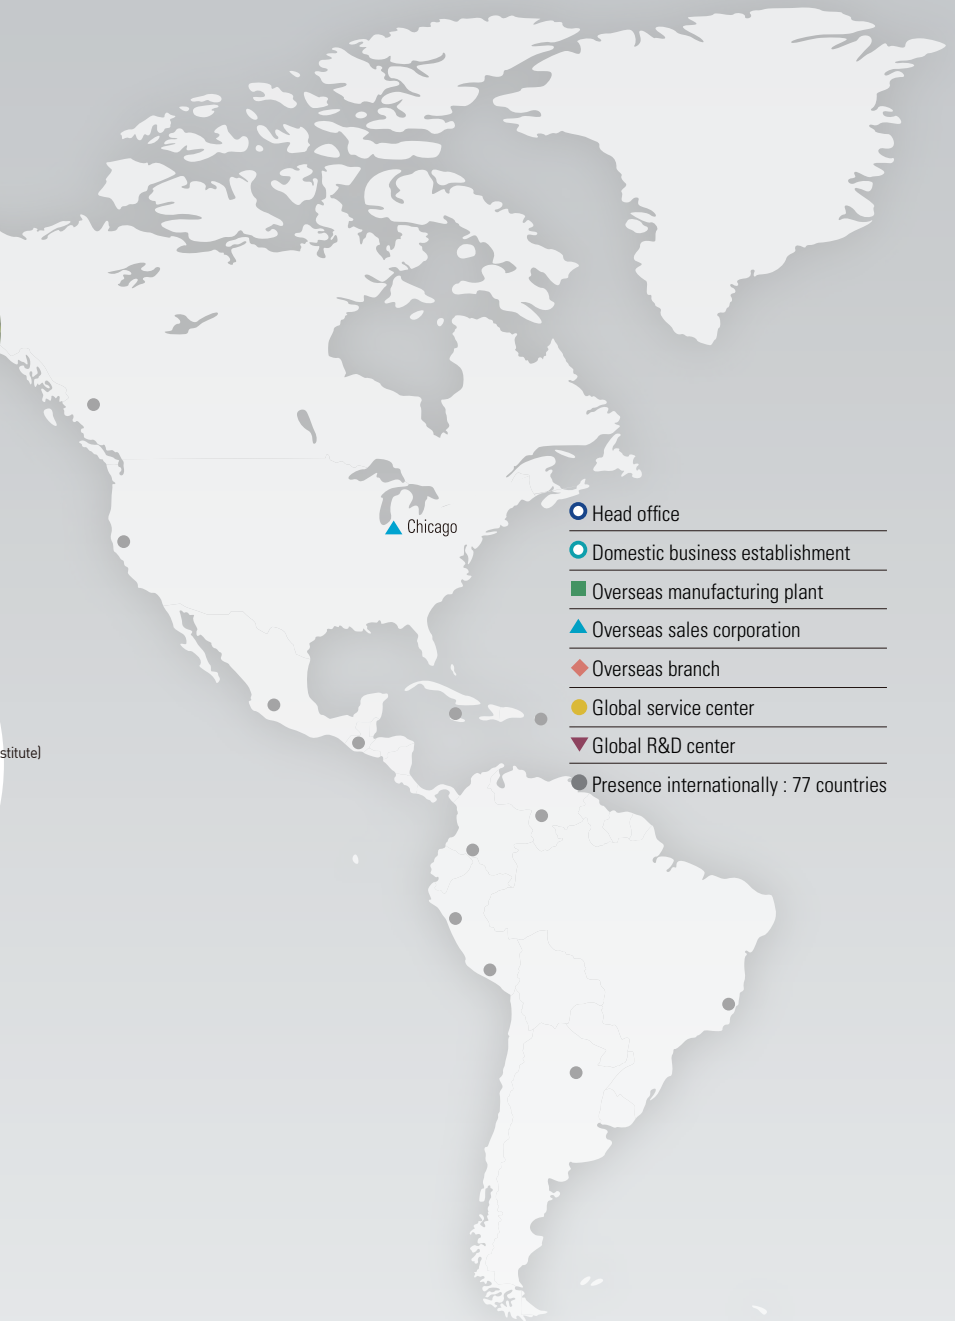 Chicago
Head office
Domestic business establishment
Overseas manufacturing plant
Overseas sales corporation
Overseas branch
Global service center
Global R&D center
stitute)
Presence internationally : 77 countries